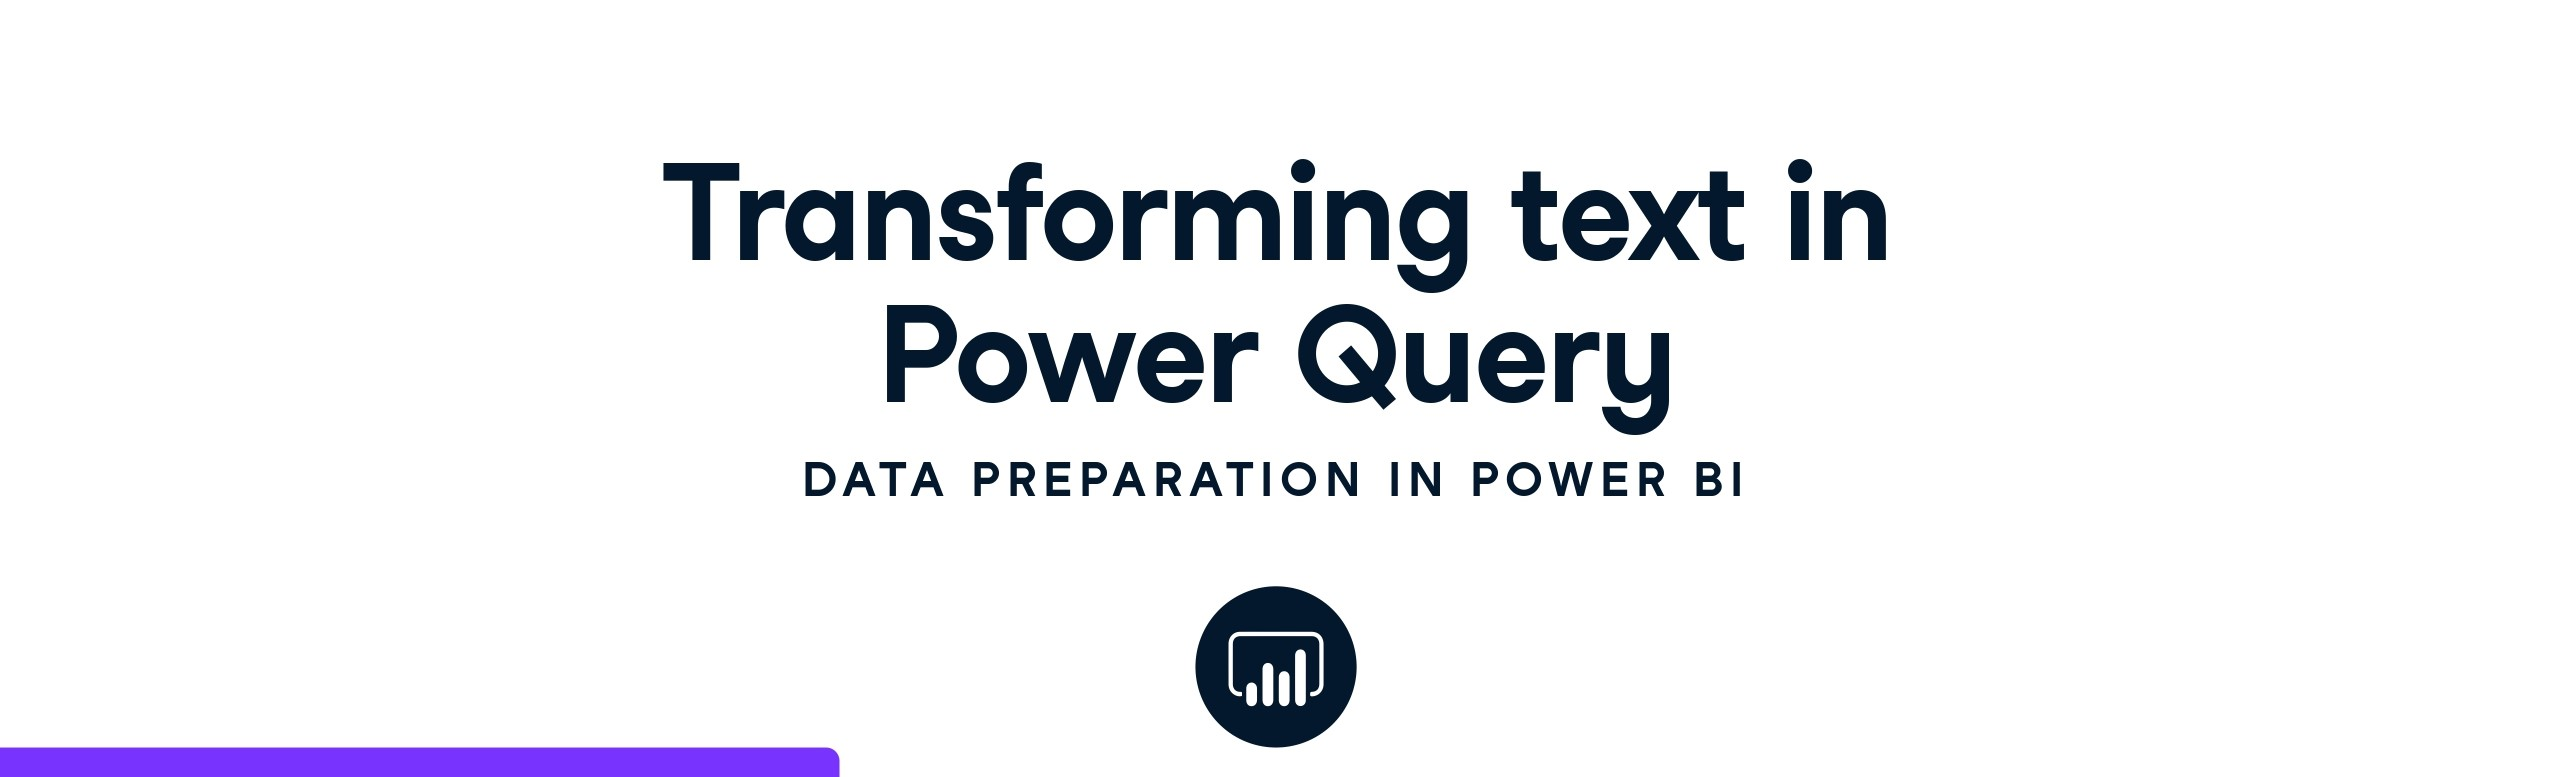 Transforming text in
Power Query
DATA PREPARATION IN POWER BI